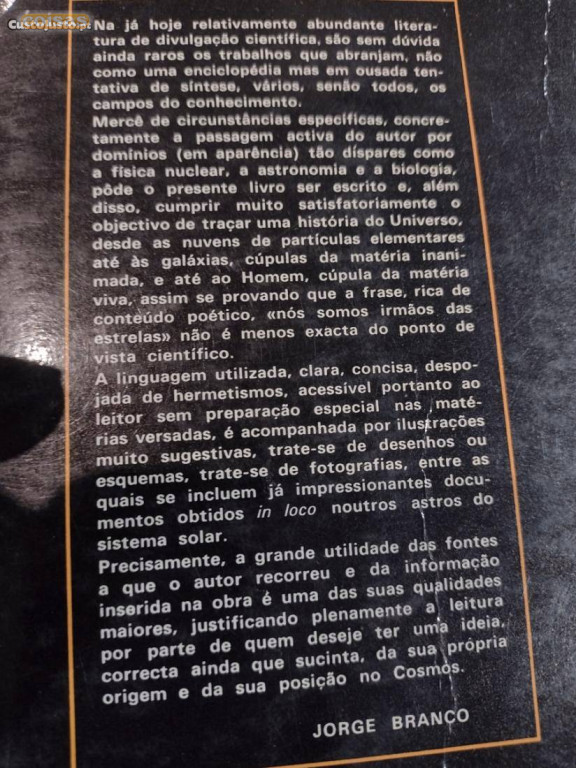 CustoJusto.pt
coisas
Na já hoje relativamente abundante litera-
tura de divulgação científica, são sem dúvida
ainda raros os trabalhos que abranjam, não
como uma enciclopédia mas em ousada ten-
tativa de síntese, vários, senão todos, os
campos do conhecimento.
Mercê de circunstâncias específicas, concre-
tamente a passagem activa do autor por
domínios (em aparência) tão díspares como
a física nuclear, a astronomia e a biologia,
pôde o presente livro ser escrito e, além
disso, cumprir muito satisfatoriamente o
objectivo de traçar uma história do Universo,
desde as nuvens de partículas elementares
até às galáxias, cúpulas da matéria inani-
mada, e até ao Homem, cúpula da matéria
viva, assim se provando que a frase, rica de
conteúdo poético, «nós somos irmãos das
estrelas» não é menos exacta do ponto de
vista científico.
A linguagem utilizada, clara, concisa, despo-
jada de hermetismos, acessível portanto ao
leitor sem preparação especial nas maté-
rias versadas, é acompanhada por ilustrações
muito sugestivas, trate-se de desenhos ou
esquemas, trate-se de fotografias, entre as
quais se incluem já impressionantes docu-
mentos obtidos in loco noutros astros do
sistema solar.
Precisamente, a grande utilidade das fontes
a que o autor recorreu e da informação
inserida na obra é uma das suas qualidades
maiores, justificando plenamente a leitura
por parte de quem deseje ter uma ideia,
correcta ainda que sucinta, da sua própria
origem e da sua posição no Cosmos.
JORGE BRANCO